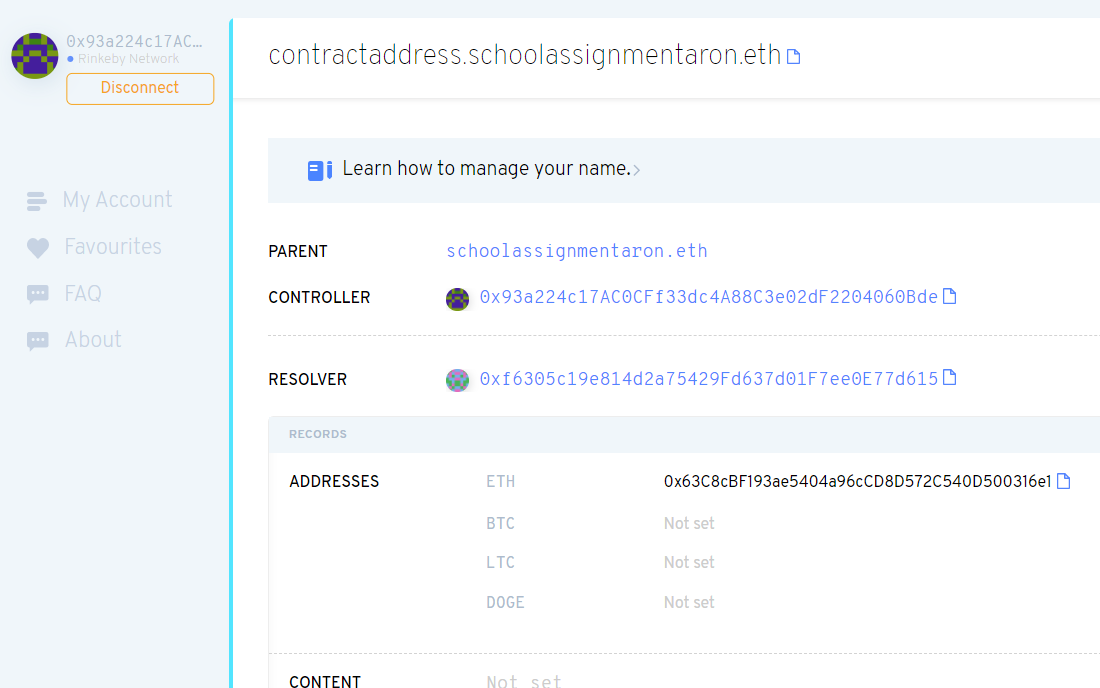 0x93a224c17AC...
Rinkeby Network
Disconnect
My Account
Favourites
FAQ
About
contractaddress.schoolassignmentaron.eth
Learn how to manage your name.
PARENT schoolassignmentaron.eth
CONTROLLER 0x93a224c17AC0CFf33dc4A88C3e02dF2204060Bde
RESOLVER 0xf6305c19e814d2a75429Fd637d01F7ee0E77d615
RECORDS
ADDRESSES ETH 0x63C8cBF193ae5404a96cCD8D572C540D500316e1
BTC Not set
LTC Not set
DOGE Not set
CONTENT Not set